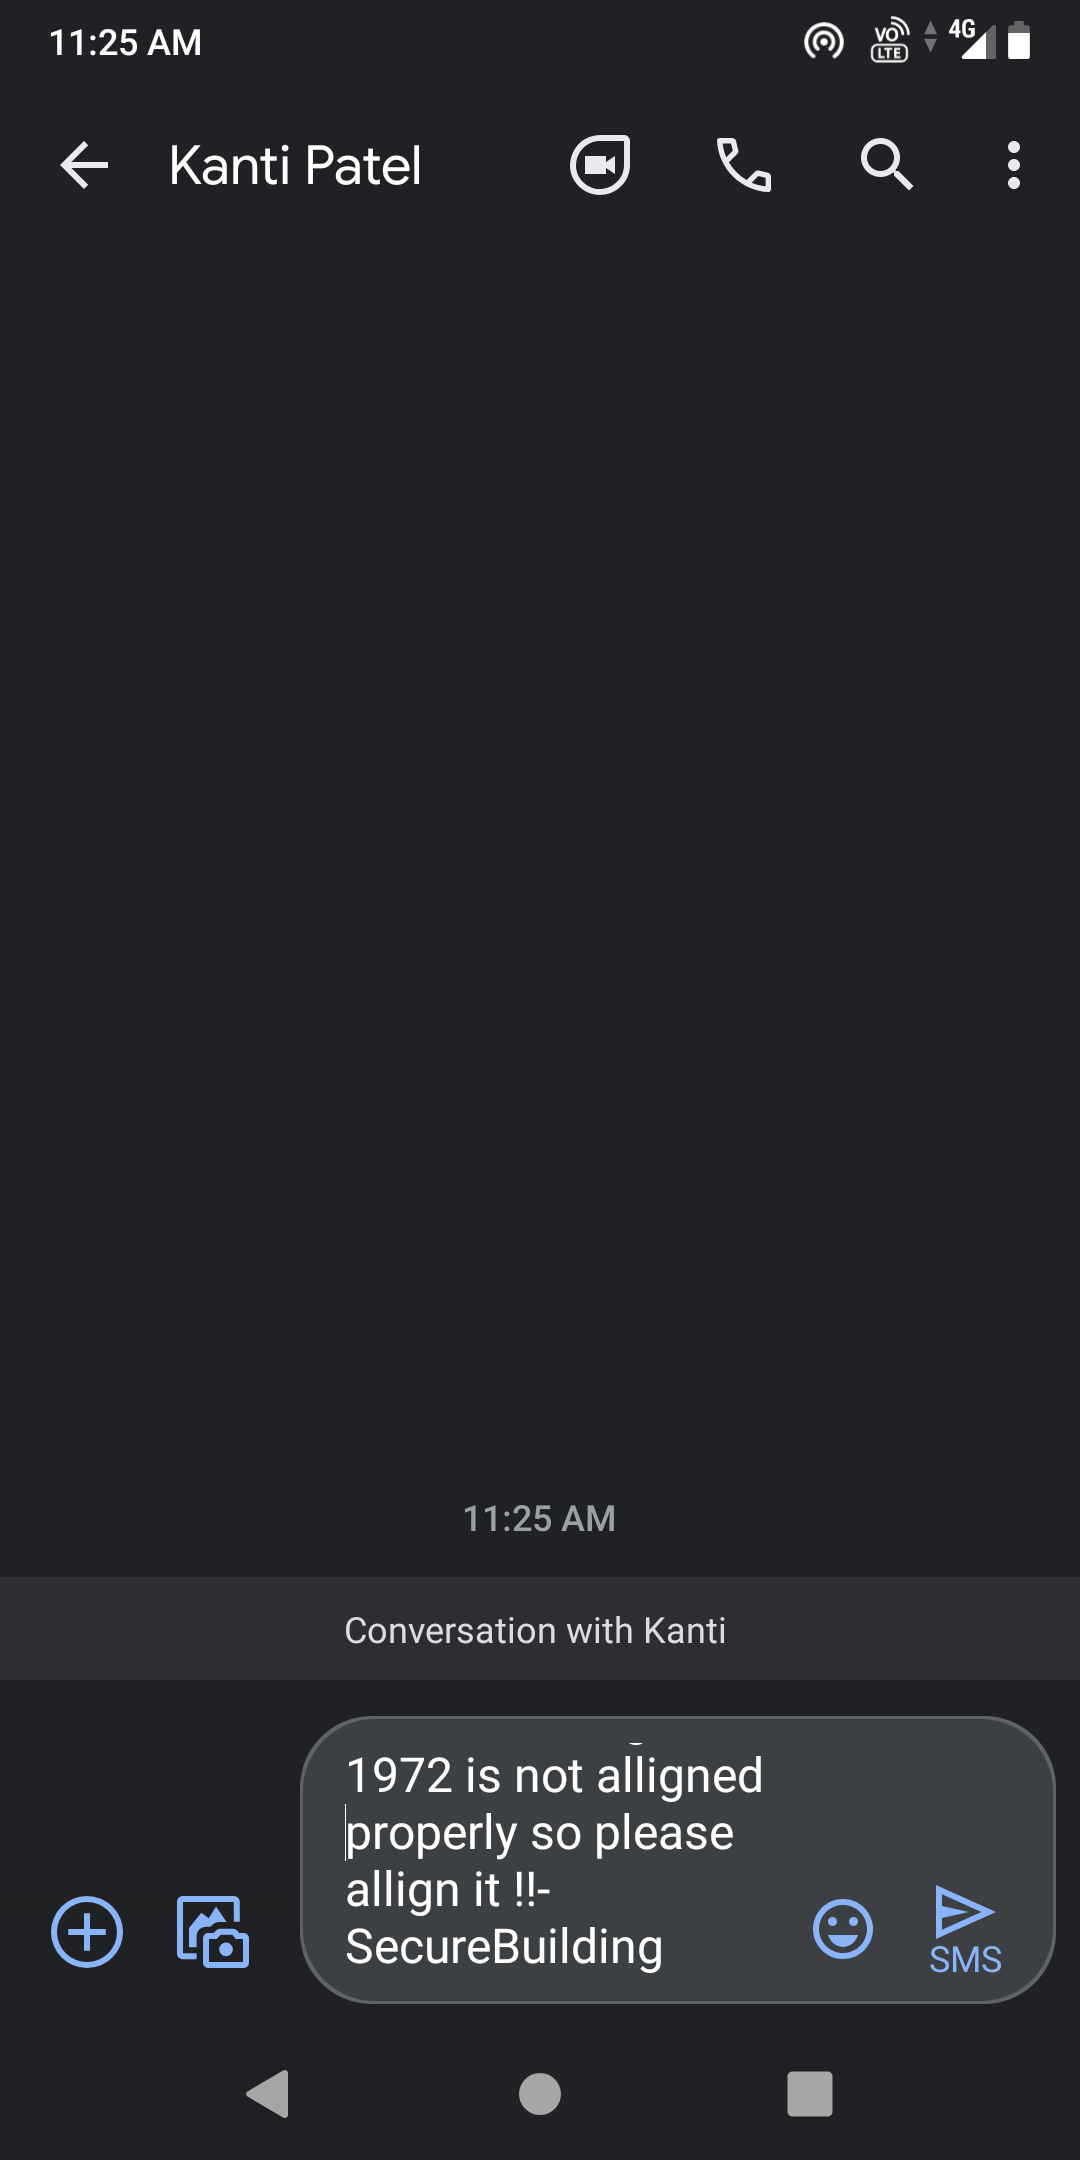 11:25 AM
VO LTE 4G
Kanti Patel
11:25 AM
Conversation with Kanti
1972 is not alligned
properly so please
allign it !!-
SecureBuilding
SMS